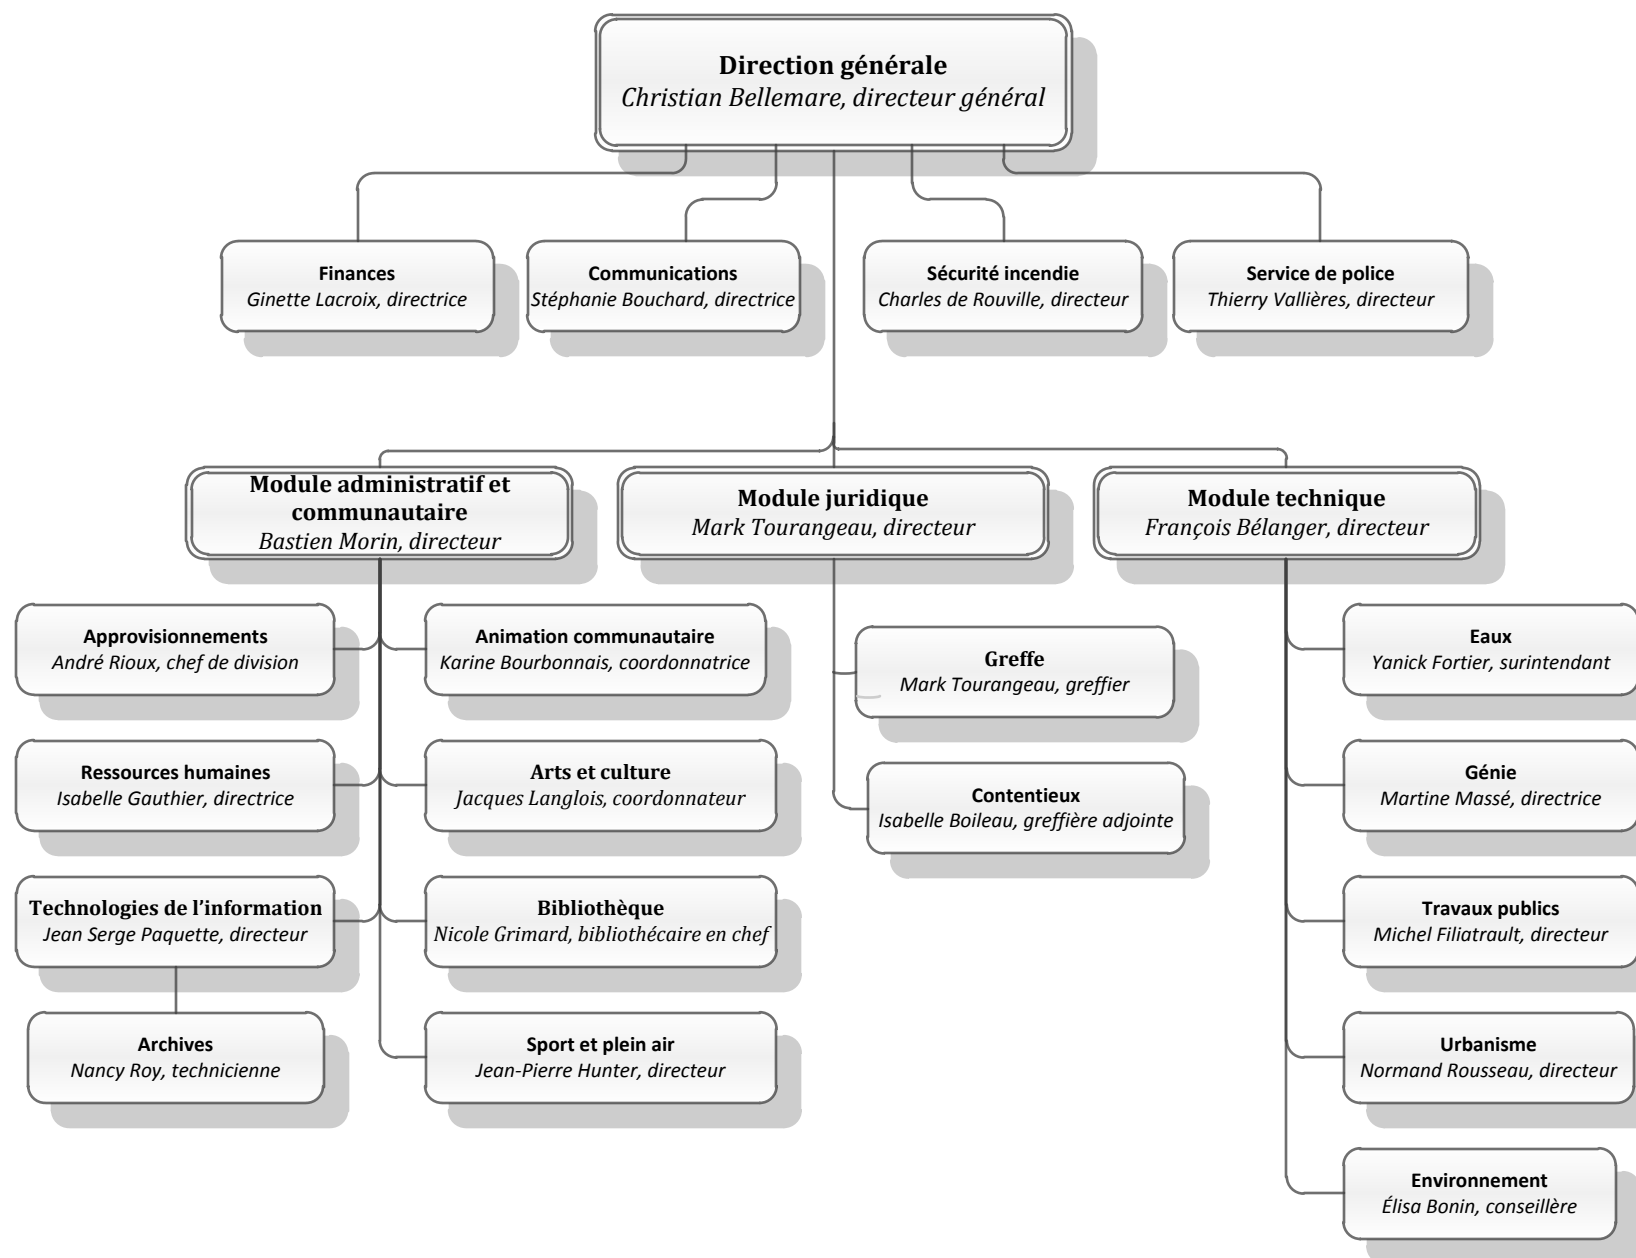 Direction générale
Christian Bellemare, directeur général
Finances
Ginette Lacroix, directrice
Communications
Stéphanie Bouchard, directrice
Sécurité incendie
Charles de Rouville, directeur
Service de police
Thierry Vallières, directeur
Module administratif et
communautaire
Bastien Morin, directeur
Module juridique
Mark Tourangeau, directeur
Module technique
François Bélanger, directeur
Approvisionnements
André Rioux, chef de division
Animation communautaire
Karine Bourbonnais, coordonnatrice
Greffe
Mark Tourangeau, greffier
Eaux
Yanick Fortier, surintendant
Ressources humaines
Isabelle Gauthier, directrice
Arts et culture
Jacques Langlois, coordonnateur
Contentieux
Isabelle Boileau, greffière adjointe
Génie
Martine Massé, directrice
Technologies de l'information
Jean Serge Paquette, directeur
Bibliothèque
Nicole Grimard, bibliothécaire en chef
Travaux publics
Michel Filiatrault, directeur
Archives
Nancy Roy, technicienne
Sport et plein air
Jean-Pierre Hunter, directeur
Urbanisme
Normand Rousseau, directeur
Environnement
Élisa Bonin, conseillère